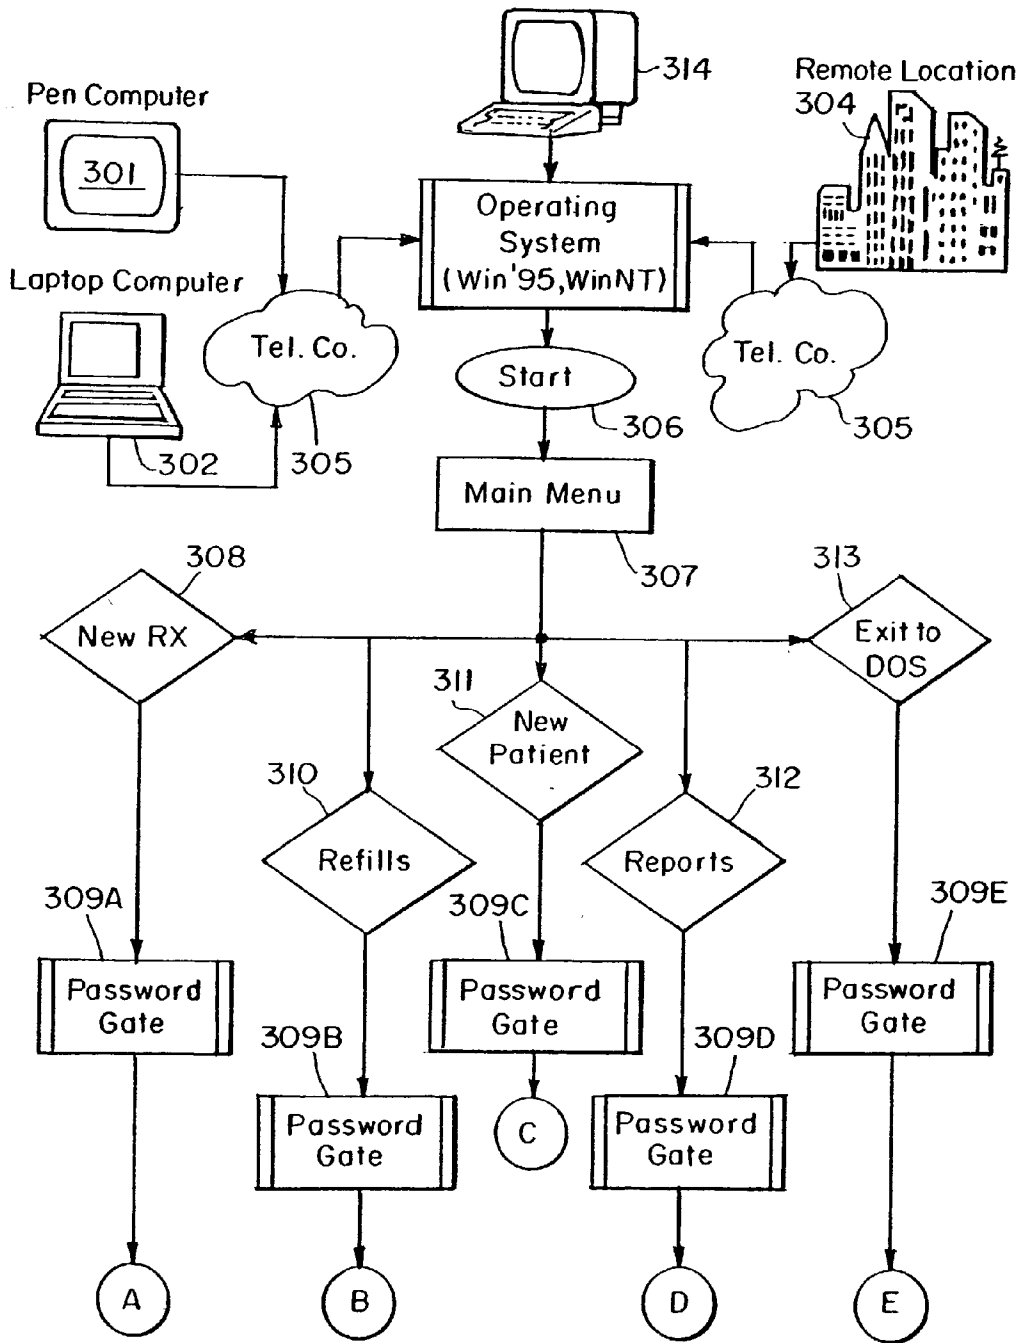 314
Remote Location
304
Pen Computer
301
Operating
System
(Win'95,WinNT)
Laptop Computer
Tel. Co.
Tel. Co.
Start
306
305
302
305
Main Menu
307
308
313
New RX
Exit to
DOS
311
New
Patient
310
312
Refills
Reports
309A
309C
309E
Password
Gate
Password
Gate
Password
Gate
309B
309D
Password
Gate
C
Password
Gate
A
B
D
E